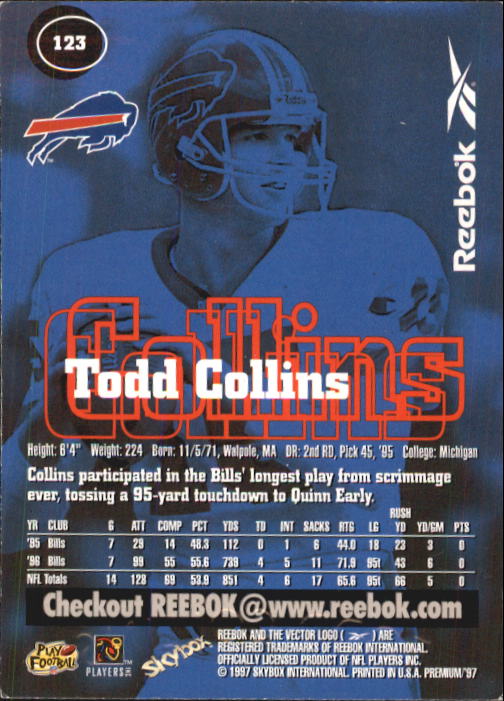 123
Riddell
Reebok
Collins
Todd Collins
Height: 6'4" Weight: 224 Born: 11/5/71, Walpole, MA DR: 2nd RD, Pick 45, '95 College: Michigan
Collins participated in the Bills' longest play from scrimmage
ever, tossing a 95-yard touchdown to Quinn Early.
RUSH
YR CLUB G ATT COMP PCT YDS TD INT SACKS RTG LG YD YD/GM PTS
'95 Bills 7 29 14 48.3 112 0 1 6 44.0 18 23 3 0
'96 Bills 7 99 55 55.6 739 4 5 11 71.9 95t 43 6 0
NFL Totals 14 128 69 53.9 851 4 6 17 65.6 95t 66 5 0
Checkout REEBOK@www.reebok.com
PLAY FOOTBALL
PLAYERS INC
SkyBox
REEBOK AND THE VECTOR LOGO ( ) ARE
REGISTERED TRADEMARKS OF REEBOK INTERNATIONAL.
OFFICIALLY LICENSED PRODUCT OF NFL PLAYERS INC.
© 1997 SKYBOX INTERNATIONAL. PRINTED IN U.S.A. PREMIUM/'97